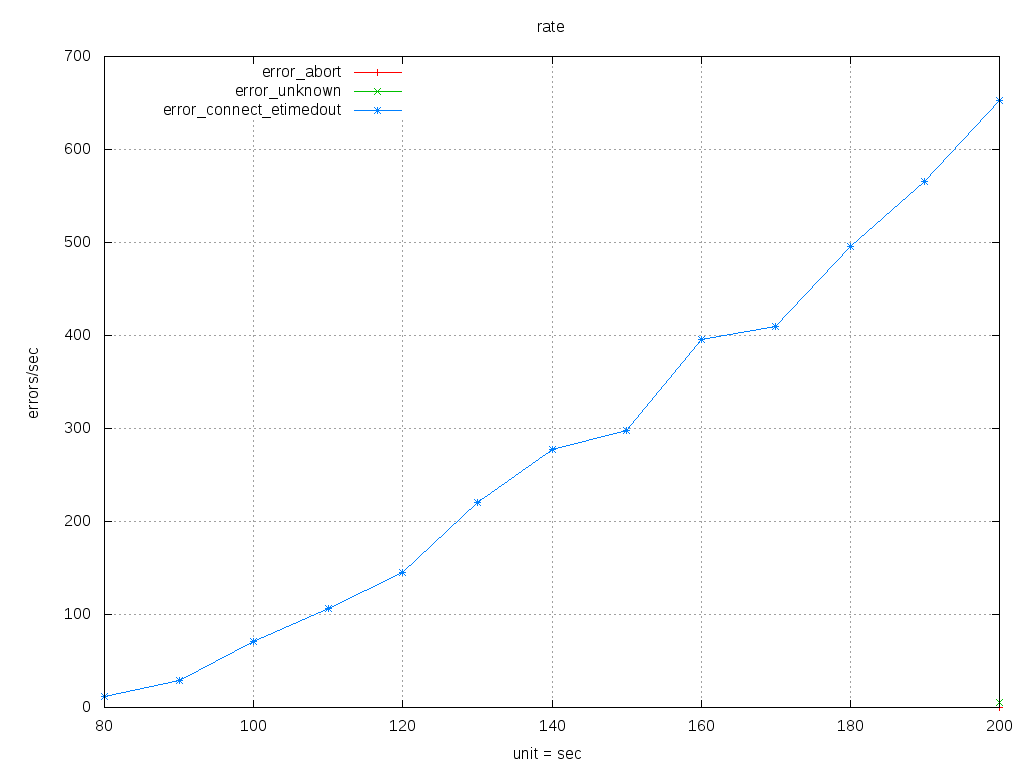 rate
700
600
500
400
300
200
100
0
errors/sec
error_abort
error_unknown
error_connect_etimedout
80 100 120 140 160 180 200
unit = sec